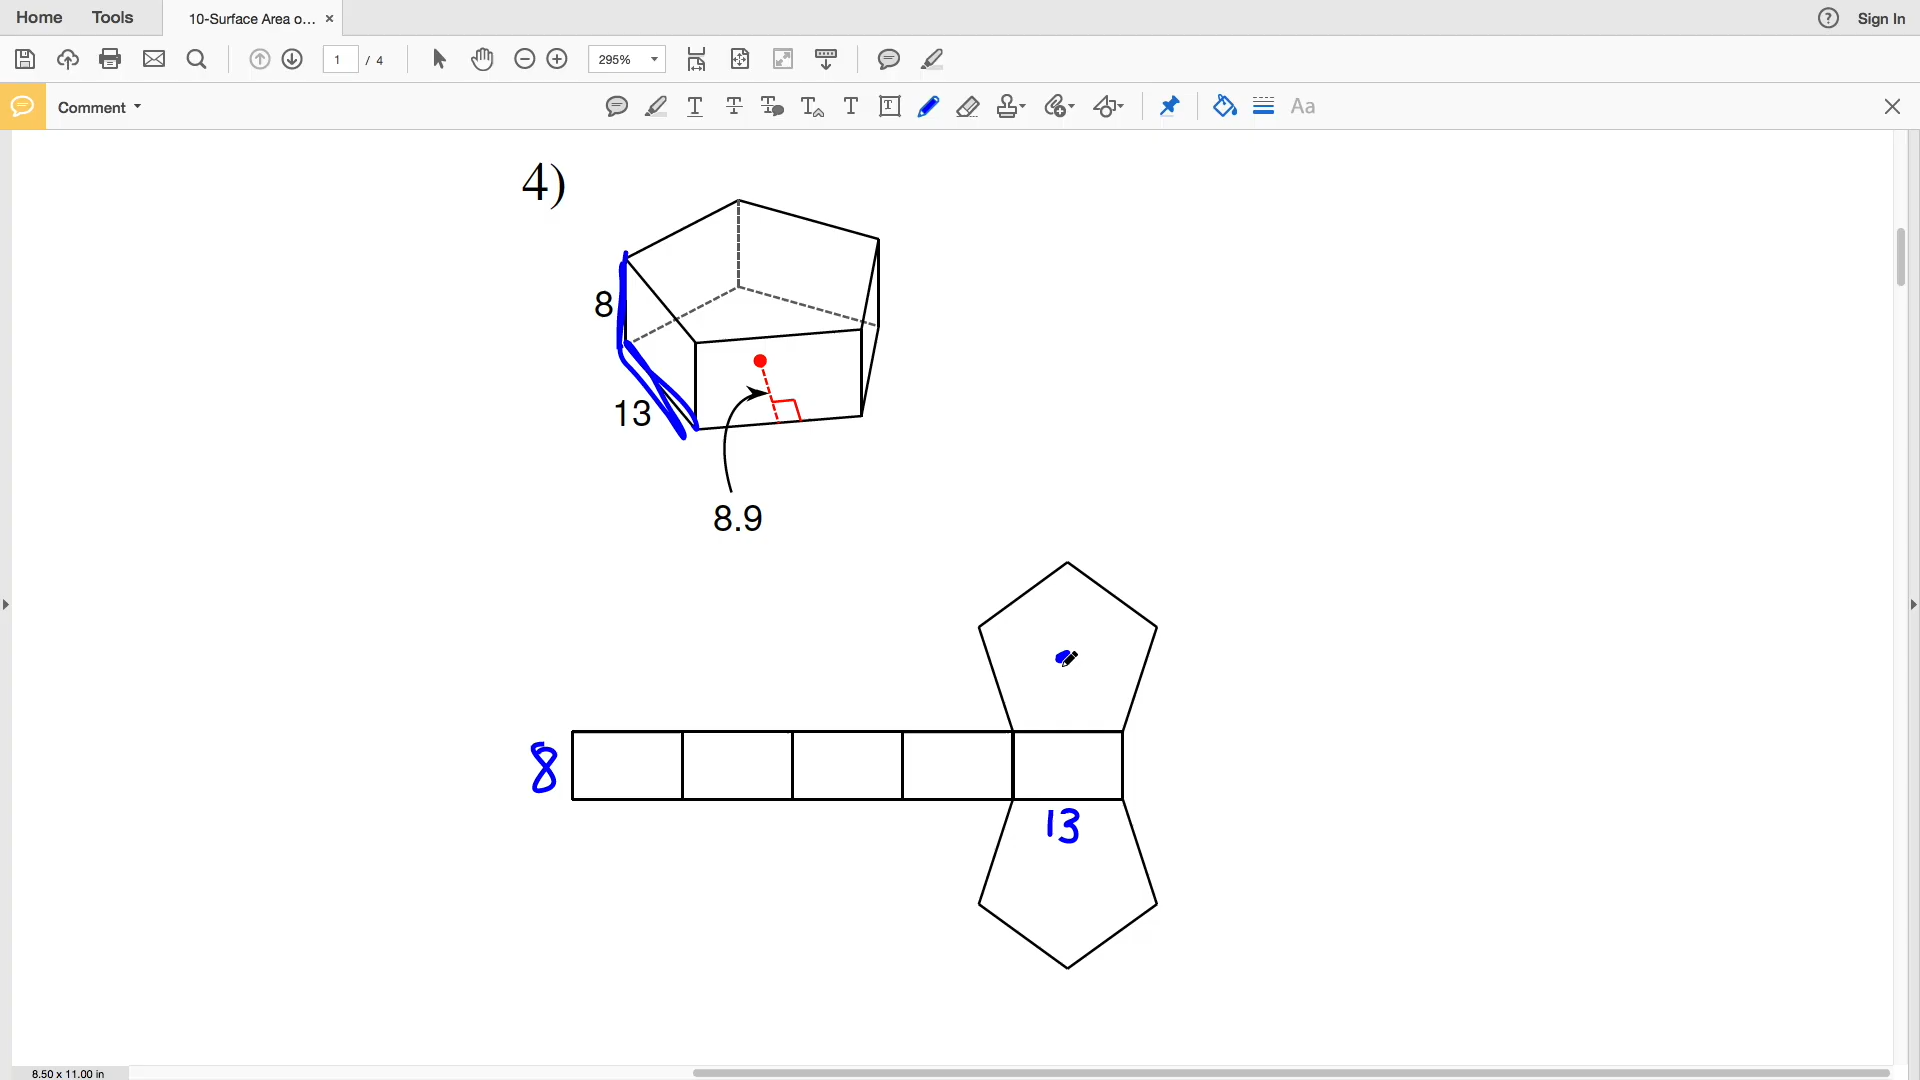 Home Tools 10-Surface Area o... × ? Sign In
1 / 4 295%
Comment Aa
4)
8
13
8.9
8
13
8.50 x 11.00 in